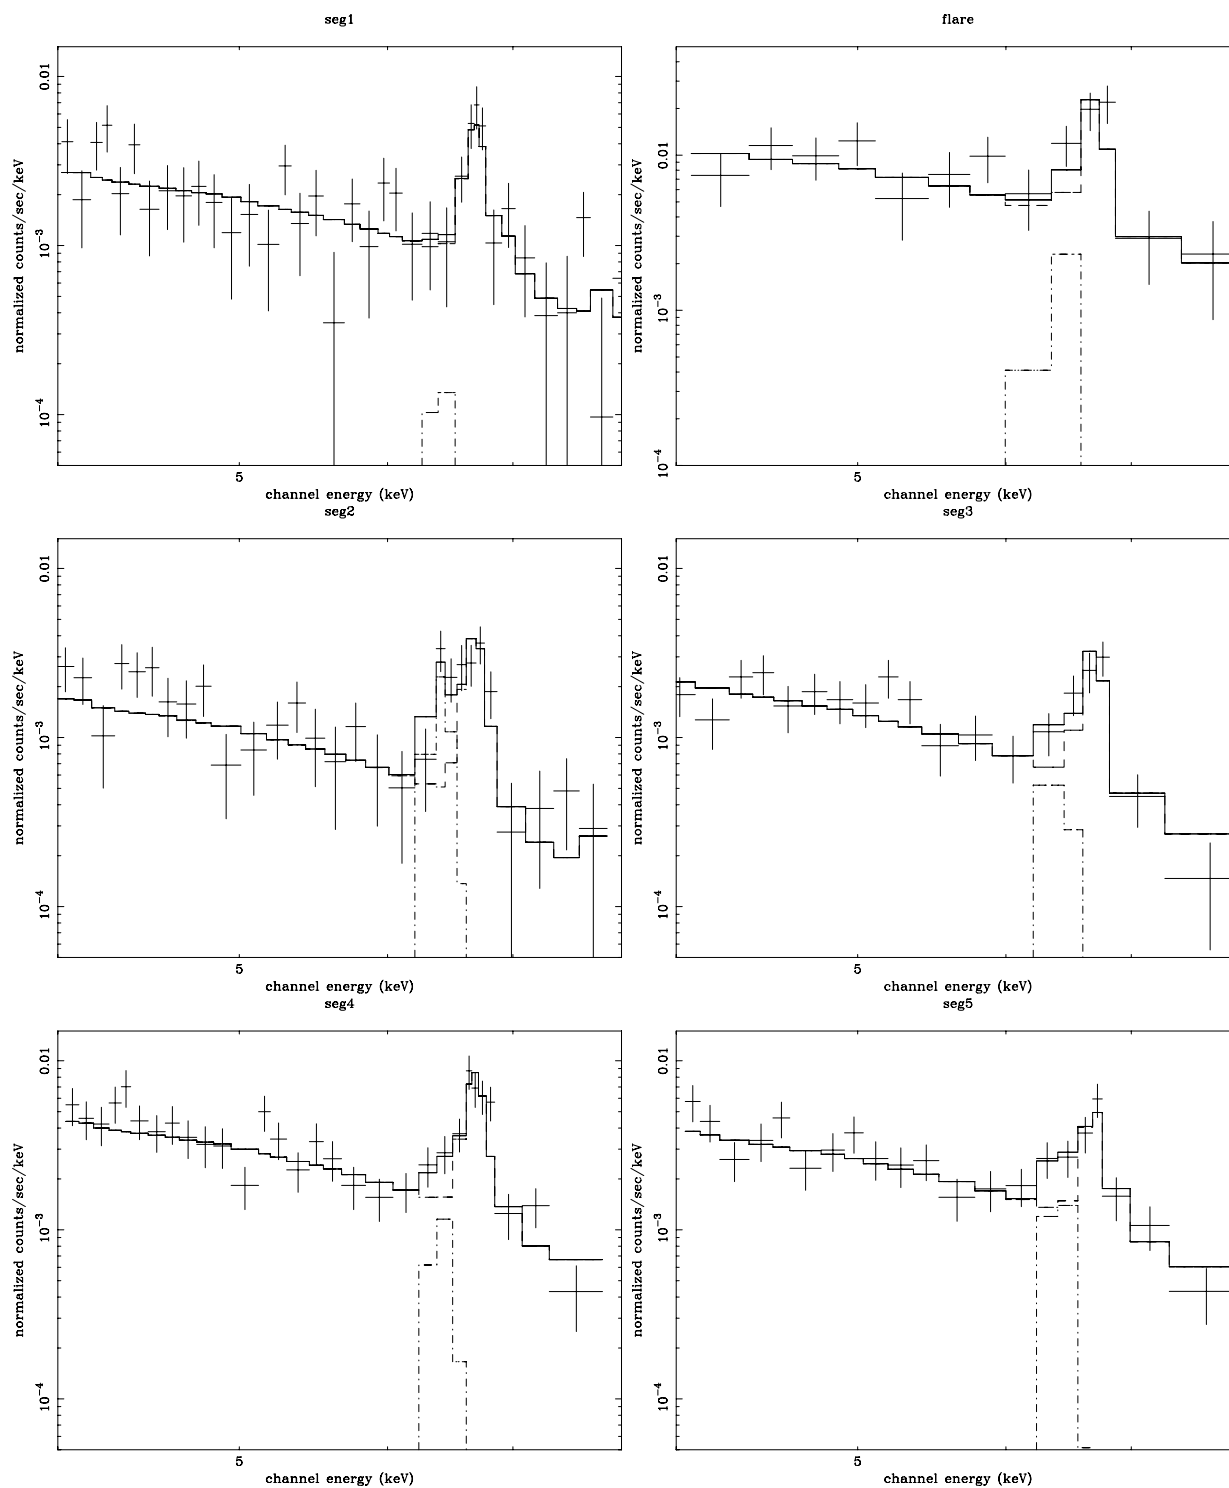 seg1
normalized counts/sec/keV
0.01
10−3
10−4
5
channel energy (keV)
flare
normalized counts/sec/keV
0.01
10−3
10−4
5
channel energy (keV)
seg2
normalized counts/sec/keV
0.01
10−3
10−4
5
channel energy (keV)
seg3
normalized counts/sec/keV
0.01
10−3
10−4
5
channel energy (keV)
seg4
normalized counts/sec/keV
0.01
10−3
10−4
5
channel energy (keV)
seg5
normalized counts/sec/keV
0.01
10−3
10−4
5
channel energy (keV)